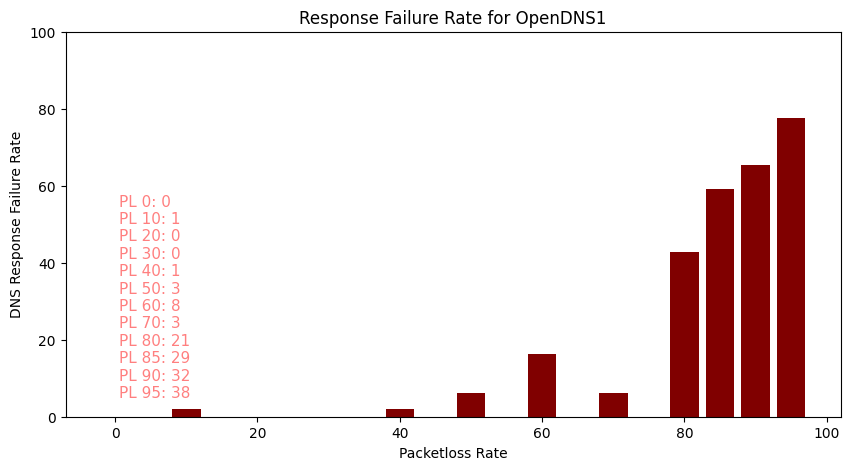 Response Failure Rate for OpenDNS1
100
80
60
40
20
0
DNS Response Failure Rate
PL 0: 0
PL 10: 1
PL 20: 0
PL 30: 0
PL 40: 1
PL 50: 3
PL 60: 8
PL 70: 3
PL 80: 21
PL 85: 29
PL 90: 32
PL 95: 38
0 20 40 60 80 100
Packetloss Rate